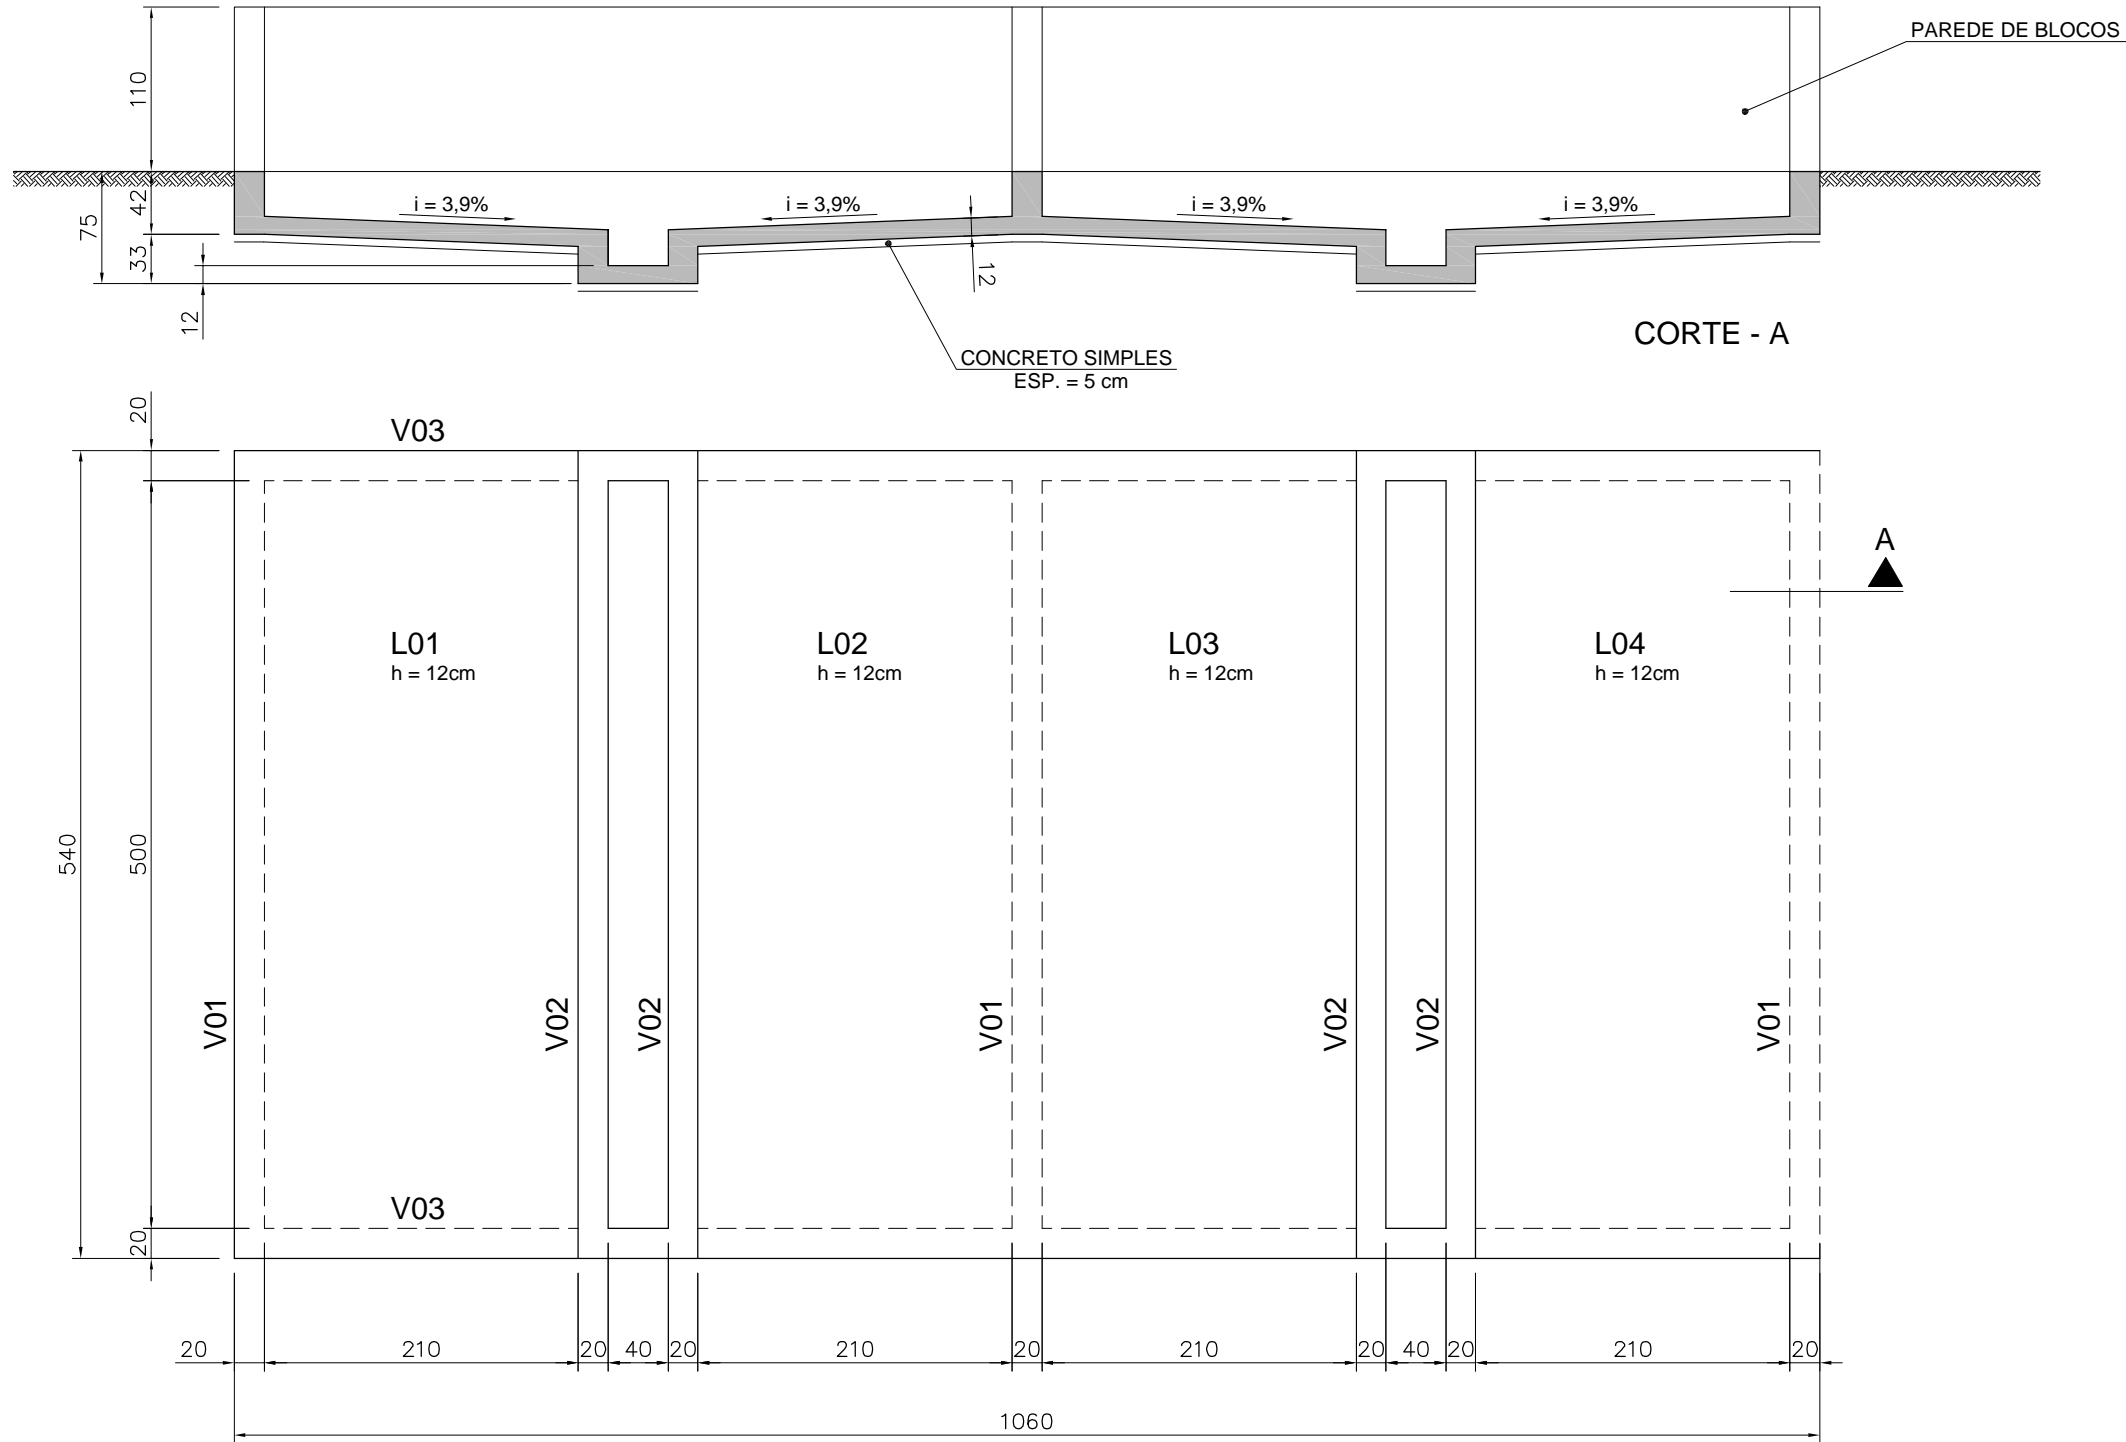 PAREDE DE BLOCOS
110
42
75
33
12
i = 3,9%
i = 3,9%
i = 3,9%
i = 3,9%
12
CORTE - A
CONCRETO SIMPLES
ESP. = 5 cm
20
V03
540
500
A
L01
h = 12cm
L02
h = 12cm
L03
h = 12cm
L04
h = 12cm
V01
V02
V02
V01
V02
V02
V01
V03
20
20
210
20
40
20
210
20
210
20
40
20
210
20
1060